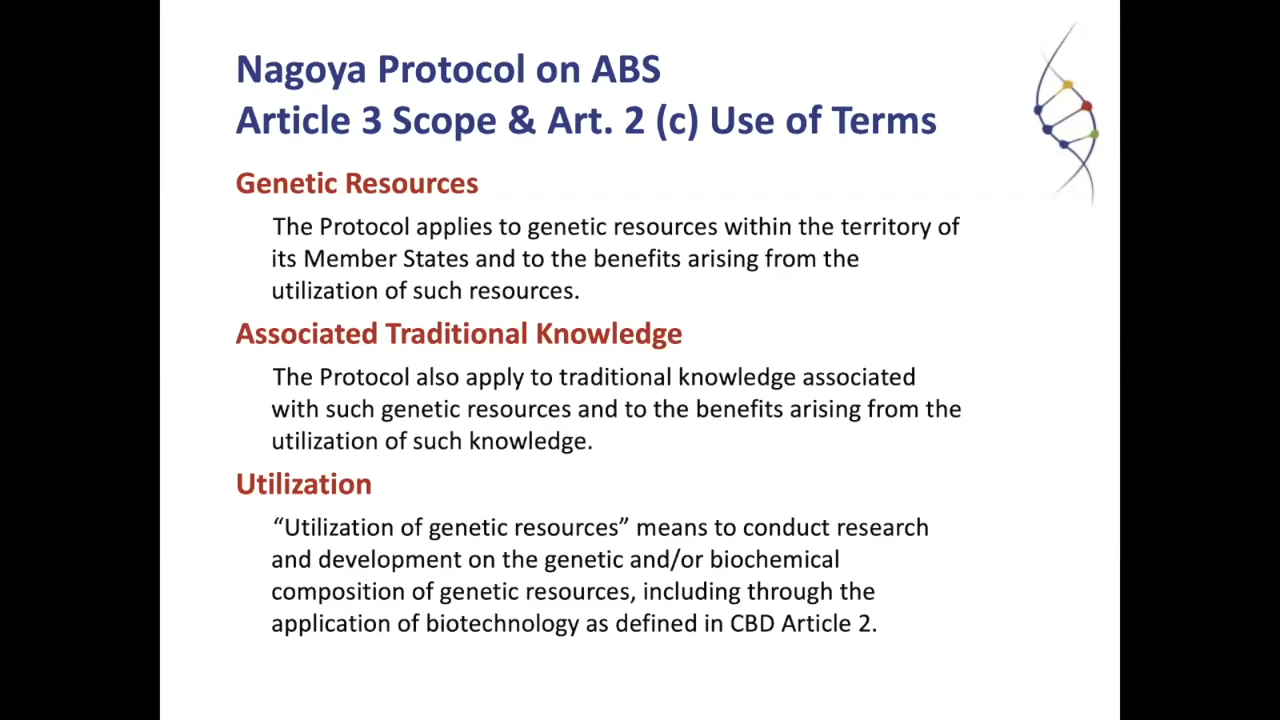 Nagoya Protocol on ABS
Article 3 Scope & Art. 2 (c) Use of Terms
Genetic Resources
The Protocol applies to genetic resources within the territory of
its Member States and to the benefits arising from the
utilization of such resources.
Associated Traditional Knowledge
The Protocol also apply to traditional knowledge associated
with such genetic resources and to the benefits arising from the
utilization of such knowledge.
Utilization
“Utilization of genetic resources” means to conduct research
and development on the genetic and/or biochemical
composition of genetic resources, including through the
application of biotechnology as defined in CBD Article 2.